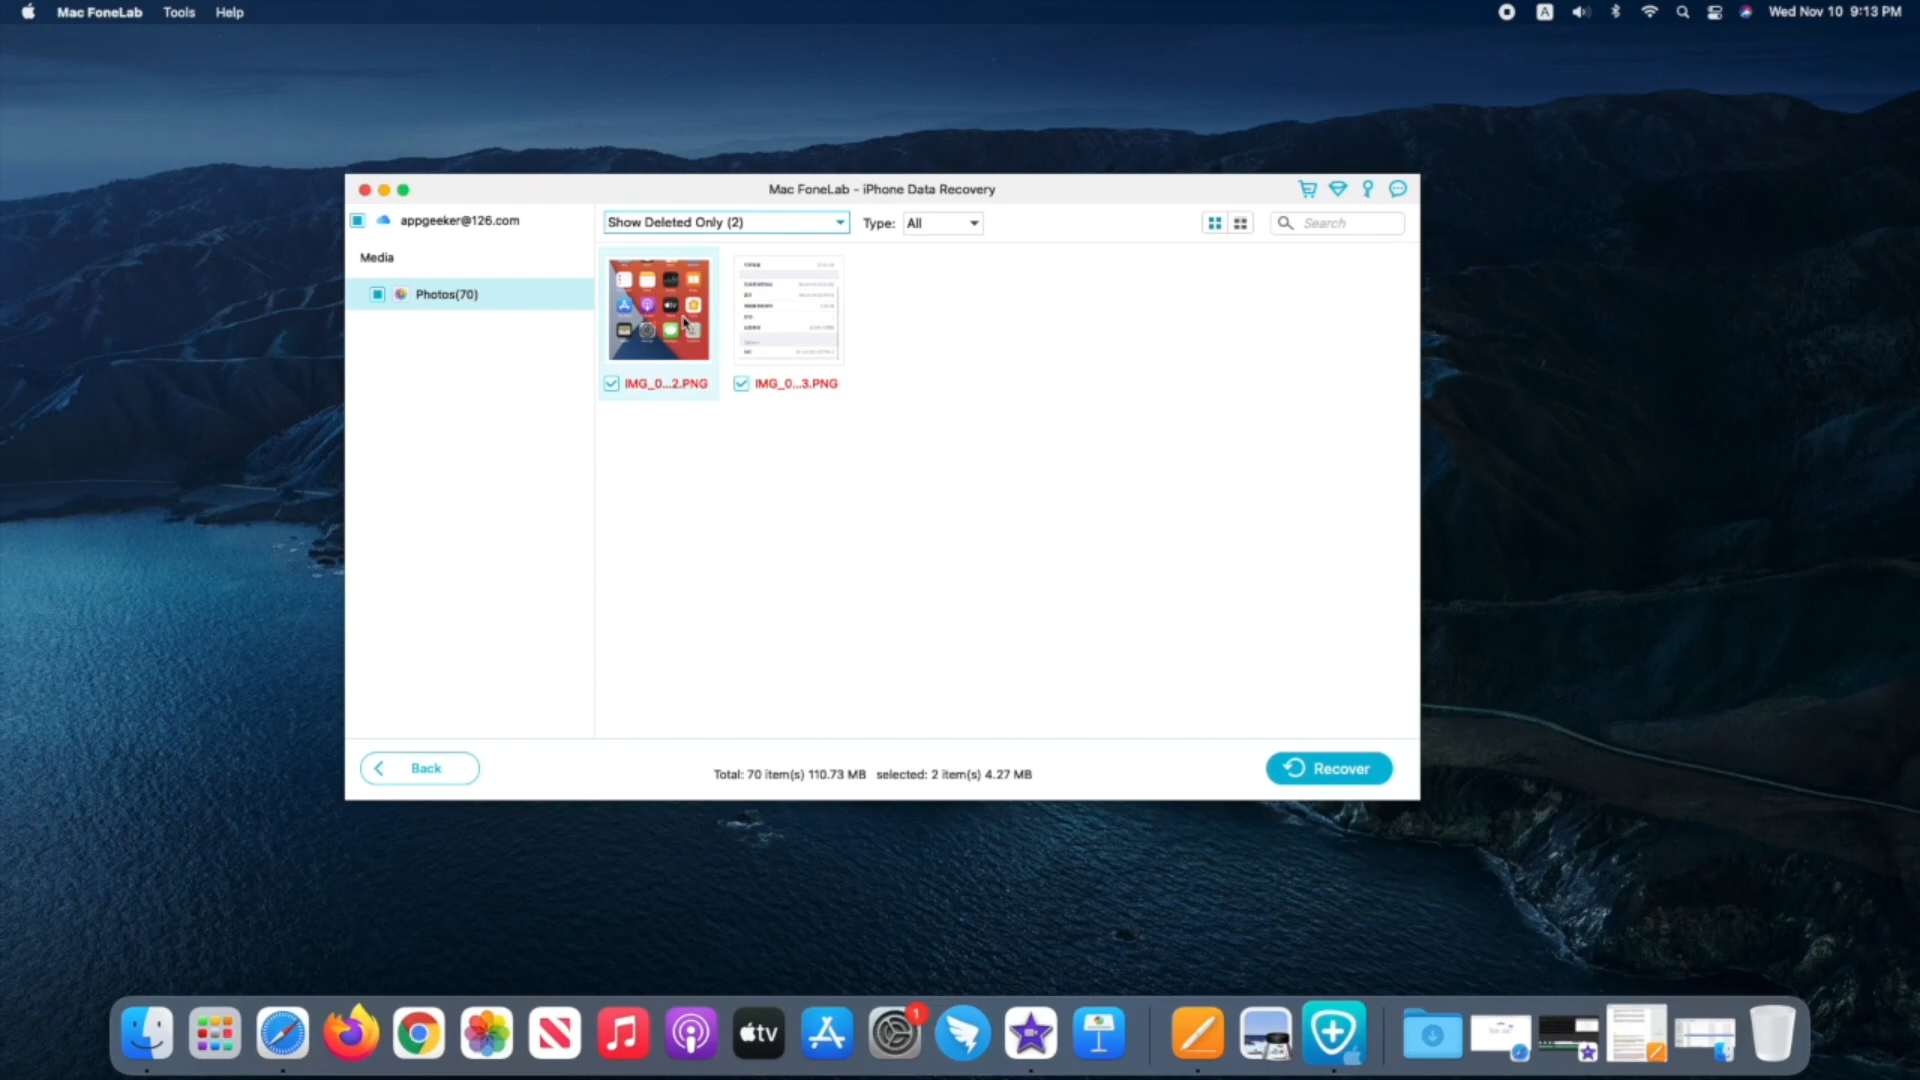 Mac FoneLab Tools Help
A Wed Nov 10 9:13 PM
Mac FoneLab - iPhone Data Recovery
appgeeker@126.com
Show Deleted Only (2) Type: All Search
Media
Photos(70)
IMG_0...2.PNG IMG_0...3.PNG
Back Total: 70 item(s) 110.73 MB selected: 2 item(s) 4.27 MB Recover
1
tv